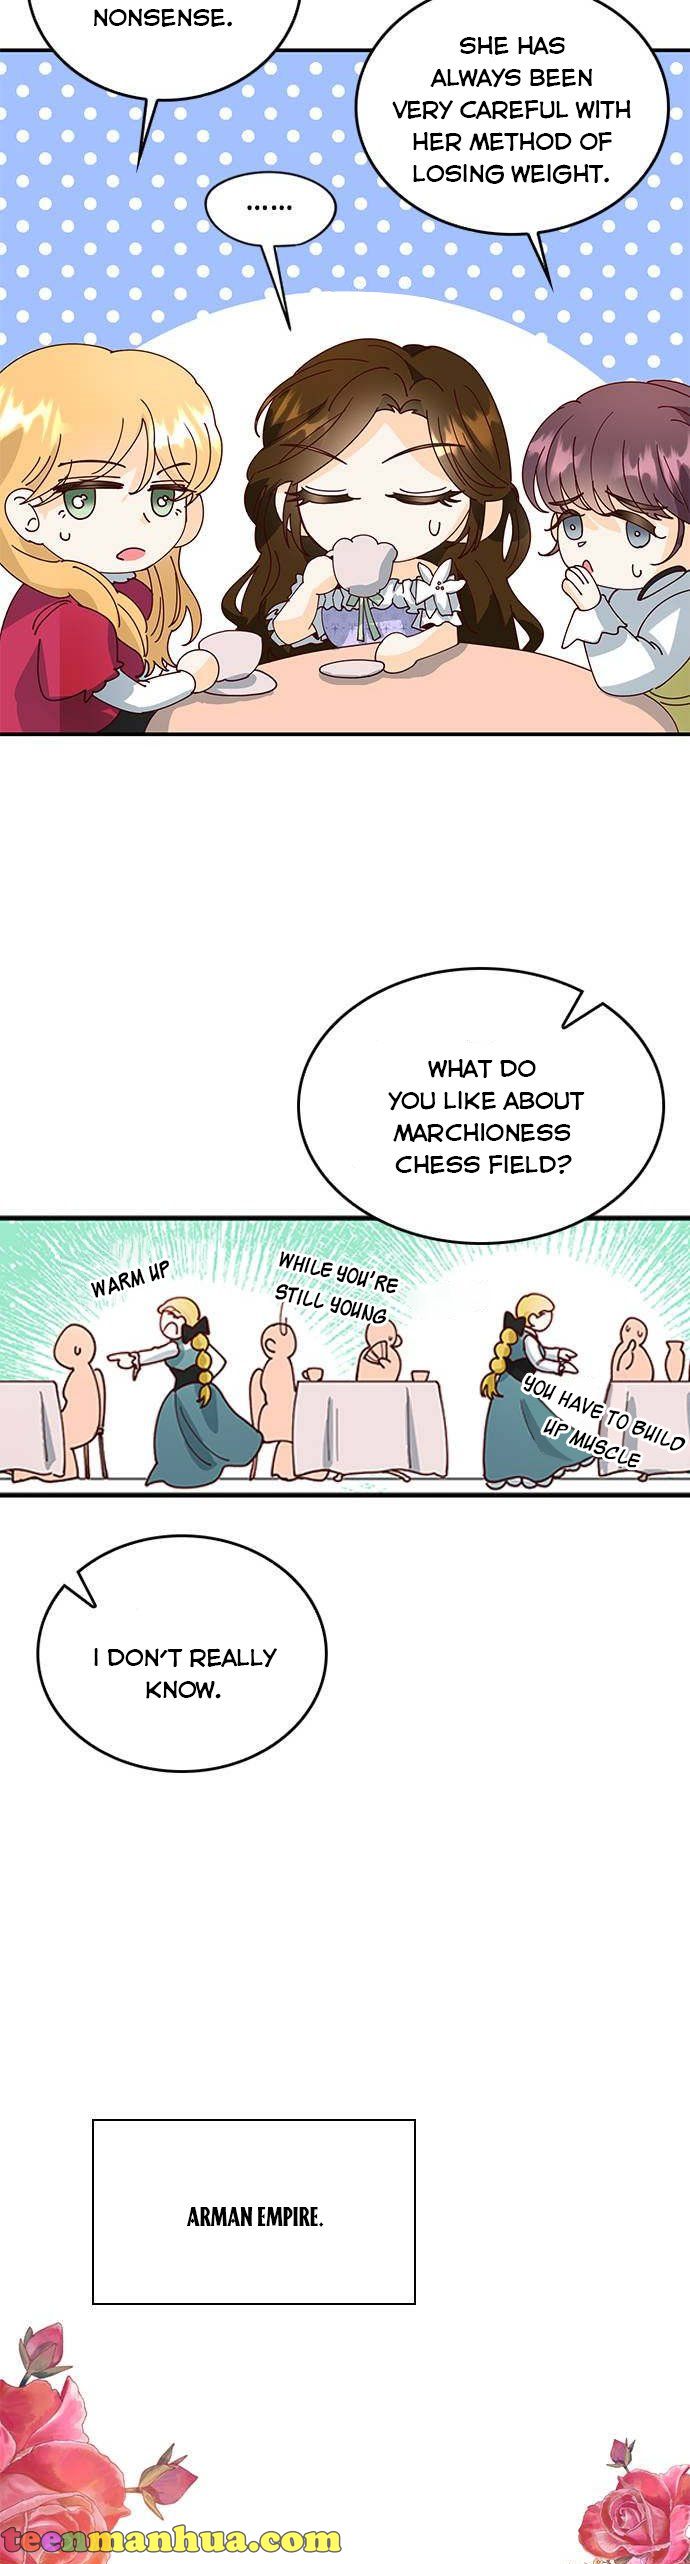 NONSENSE.
SHE HAS
ALWAYS BEEN
VERY CAREFUL WITH
HER METHOD OF
LOSING WEIGHT.
......
WHAT DO
YOU LIKE ABOUT
MARCHIONESS
CHESS FIELD?
WARM UP
WHILE YOU'RE
STILL YOUNG
YOU HAVE TO BUILD
UP MUSCLE
I DON'T REALLY
KNOW.
ARMAN EMPIRE.
teenmanhua.com